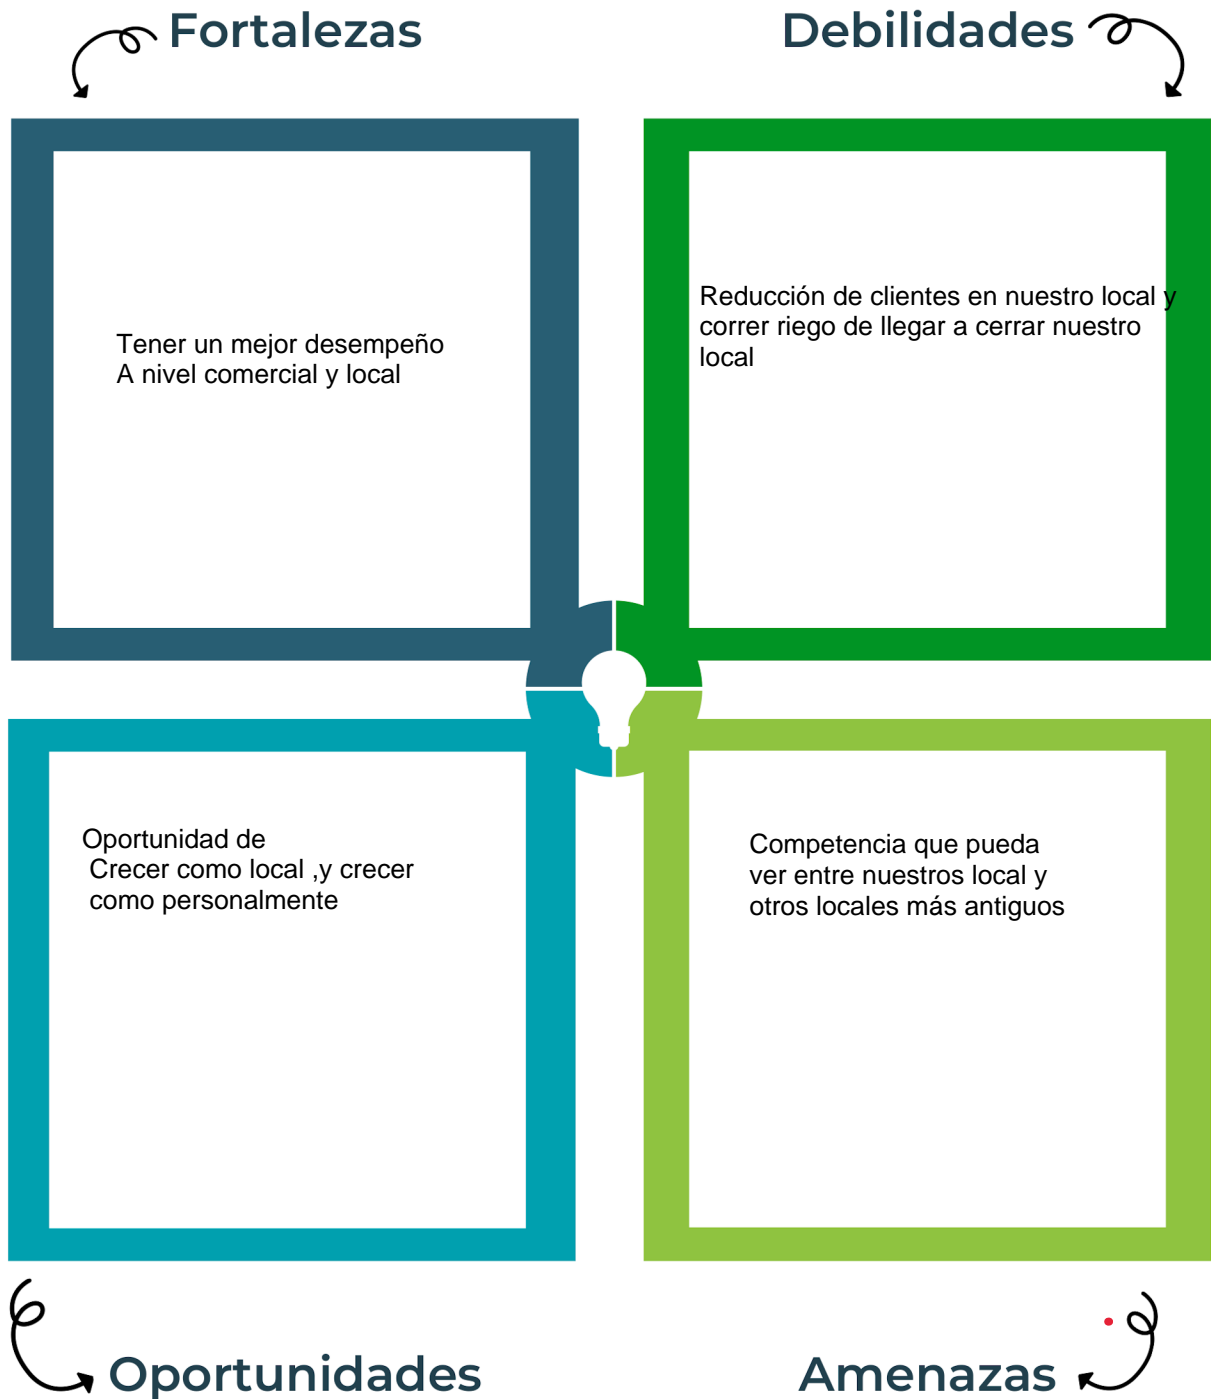 Fortalezas
Debilidades
Tener un mejor desempeño
A nivel comercial y local
Reducción de clientes en nuestro local y
correr riego de llegar a cerrar nuestro
local
Oportunidad de
Crecer como local ,y crecer
como personalmente
Competencia que pueda
ver entre nuestros local y
otros locales más antiguos
Oportunidades
Amenazas